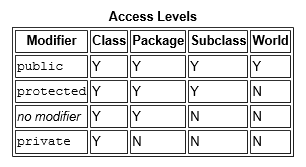 Access Levels
Modifier Class Package Subclass World
public Y Y Y Y
protected Y Y Y N
no modifier Y Y N N
private Y N N N